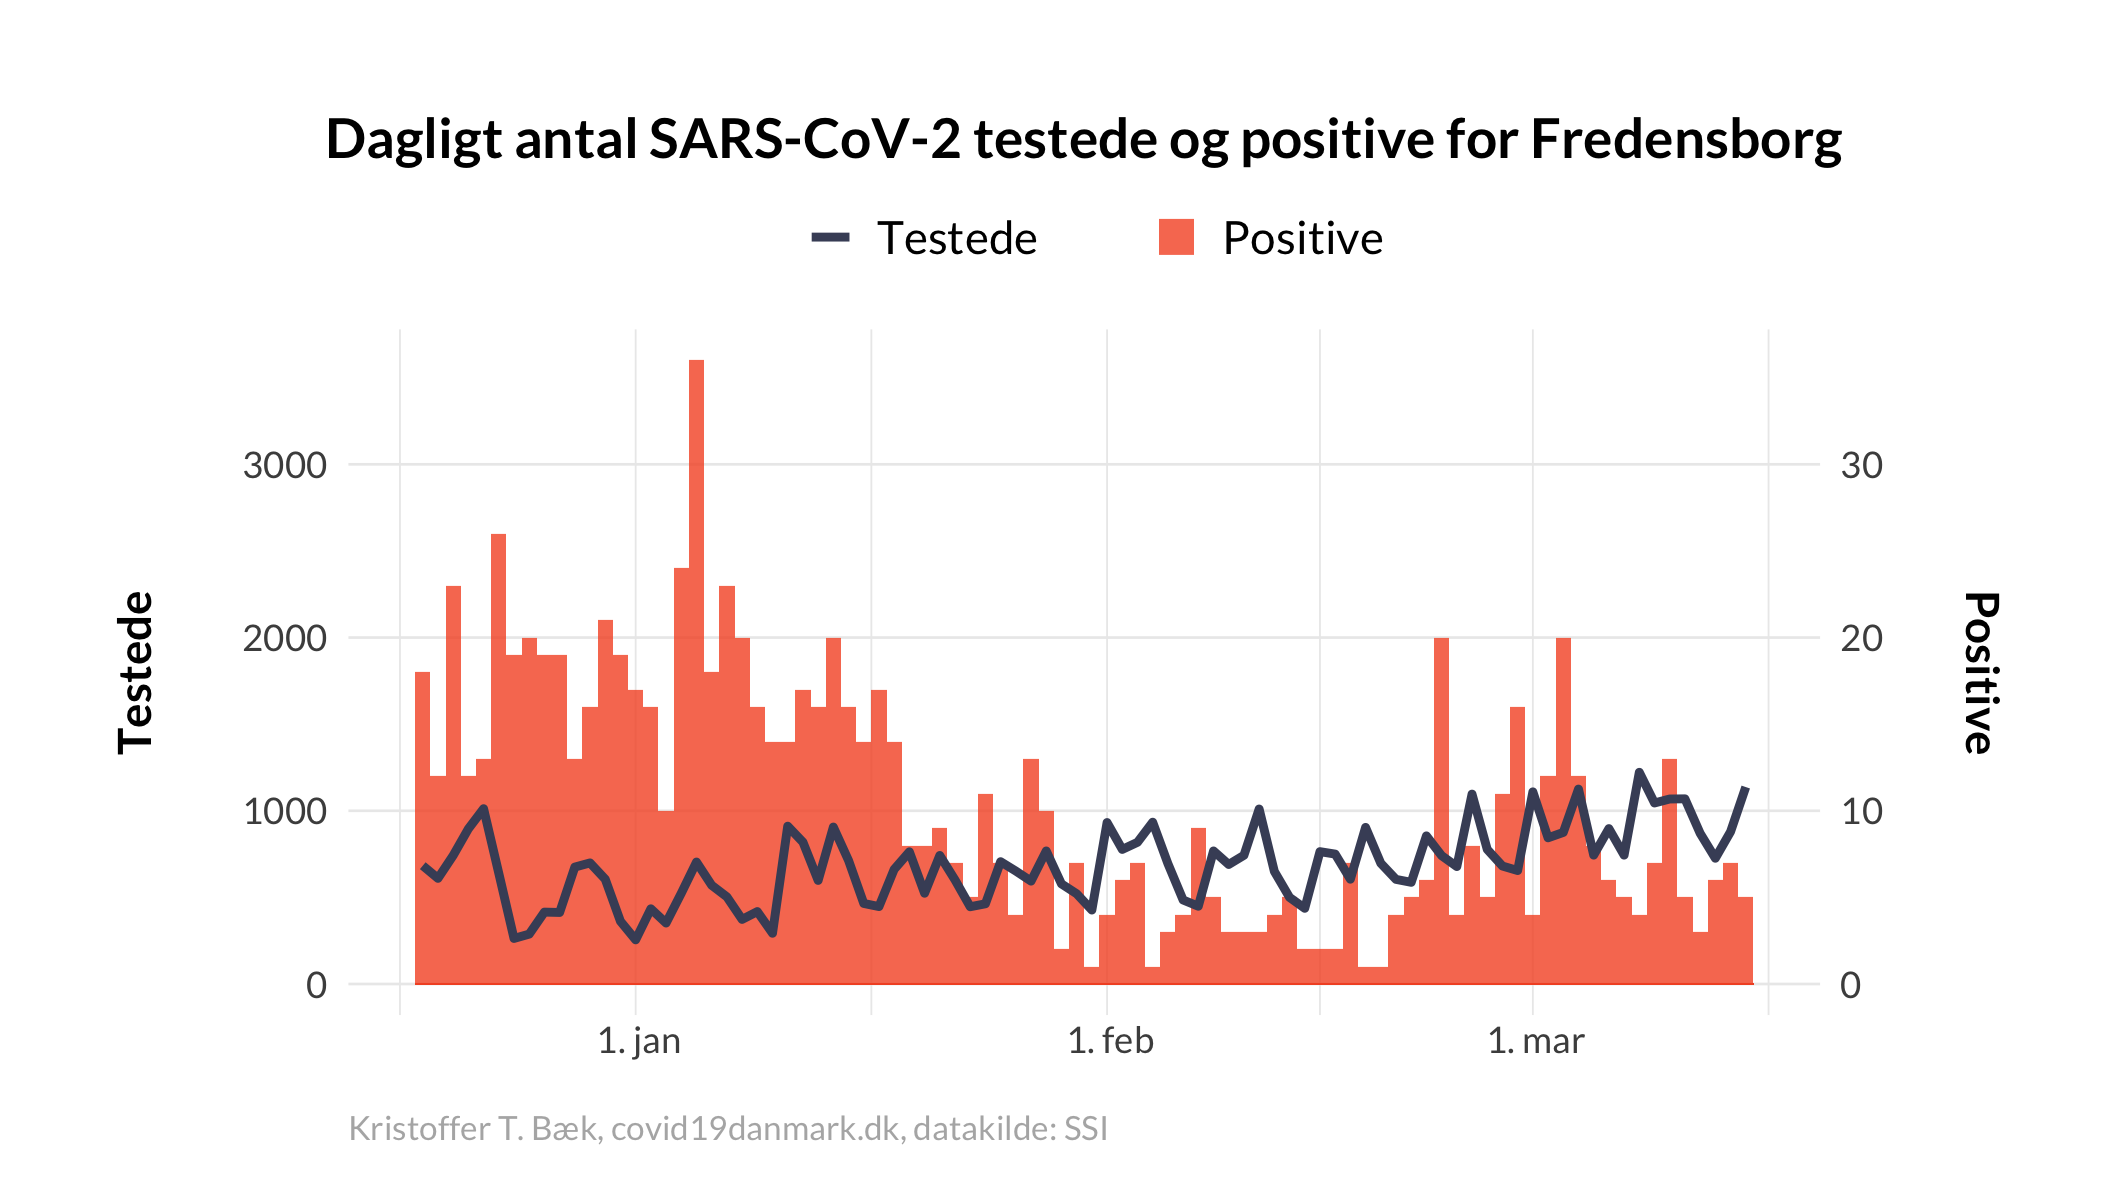 Dagligt antal SARS-CoV-2 testede og positive for Fredensborg
Testede
Positive
Testede
3000
2000
1000
0
30
20
10
0
Positive
1. jan
1. feb
1. mar
Kristoffer T. Bæk, covid19danmark.dk, datakilde: SSI